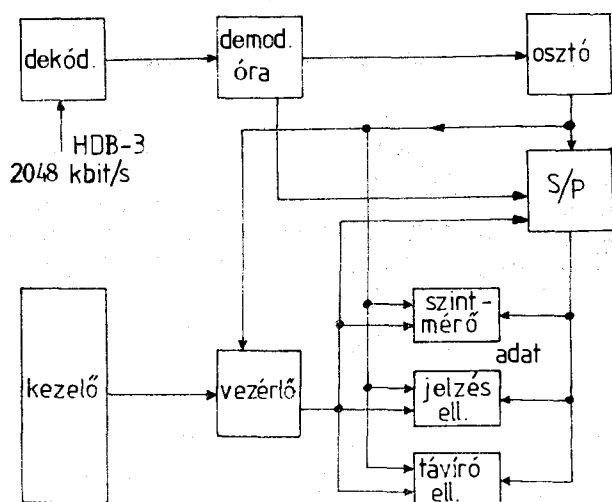 dekód.
demod.
óra
osztó
HDB-3
2048 kbit/s
S/P
szint-
mérő
adat
kezelő
vezérlő
jelzés
ell.
távíró
ell.